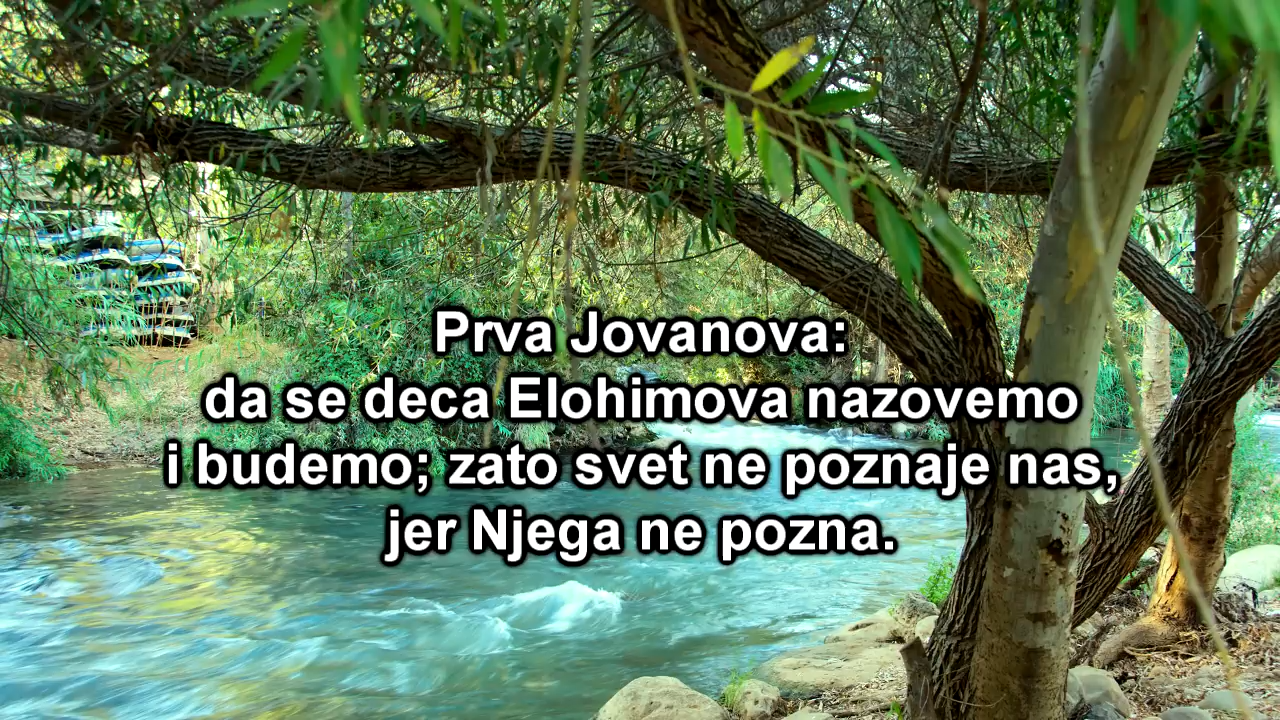 Prva Jovanova:
da se deca Elohimova nazovemo
i budemo; zato svet ne poznaje nas,
jer Njega ne pozna.